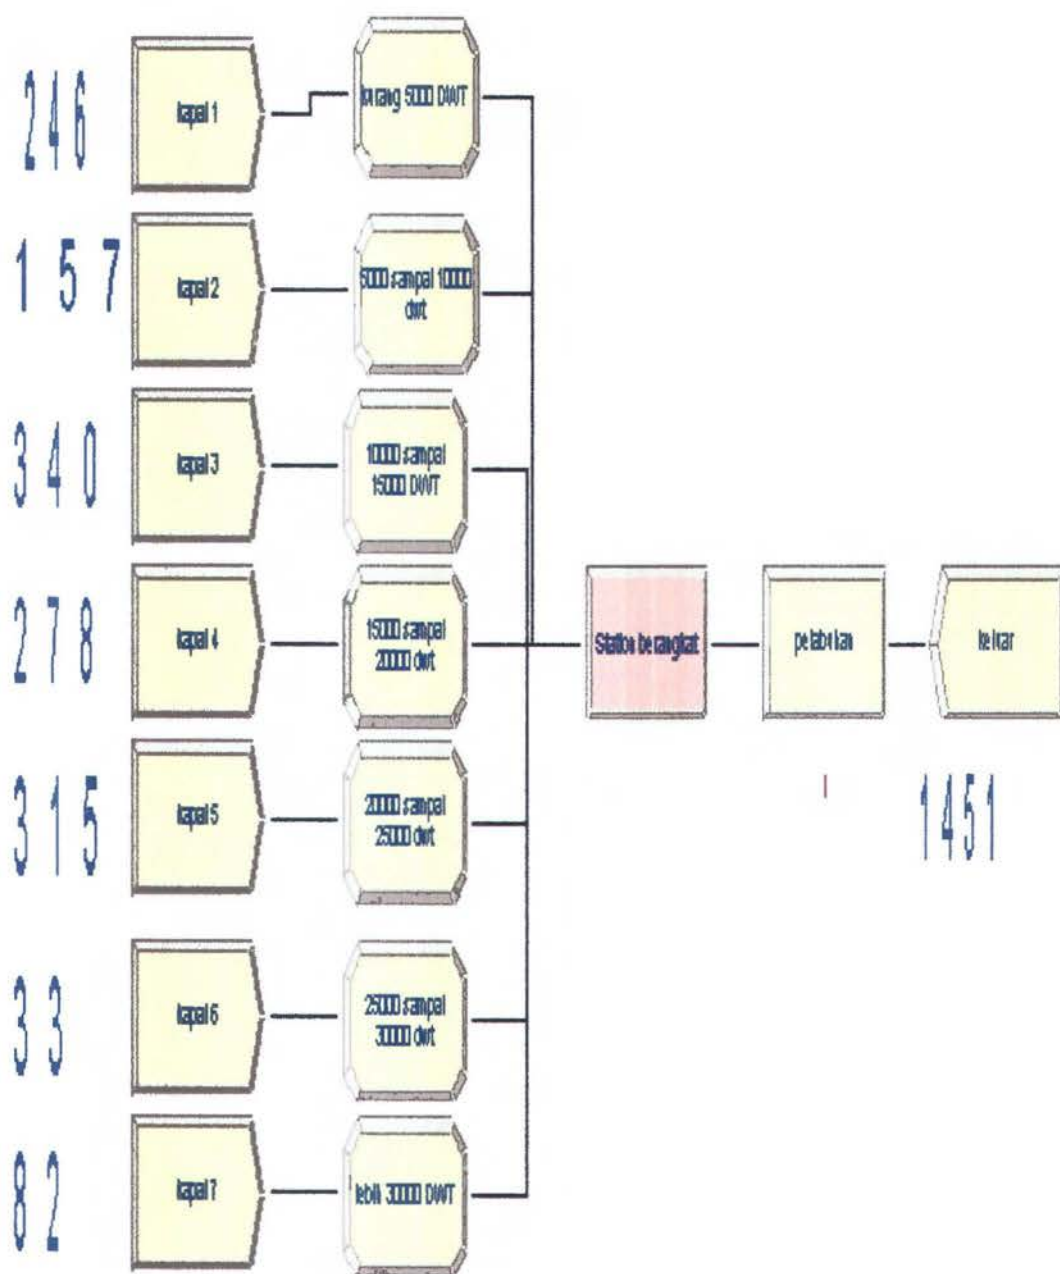 246
kapal 1
kurang 5000 DWT
157
kapal 2
5000 sampai 10000
dwt
340
kapal 3
10000 sampai
15000 DWT
278
kapal 4
15000 sampai
20000 dwt
Station berangkat
pelabuhan
keluar
315
kapal 5
20000 sampai
25000 dwt
1451
33
kapal 6
25000 sampai
30000 dwt
82
kapal 7
lebih 30000 DWT